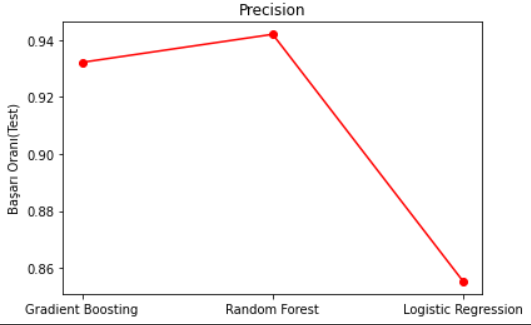 Precision
Başarı Oranı(Test)
0.94
0.92
0.90
0.88
0.86
Gradient Boosting
Random Forest
Logistic Regression